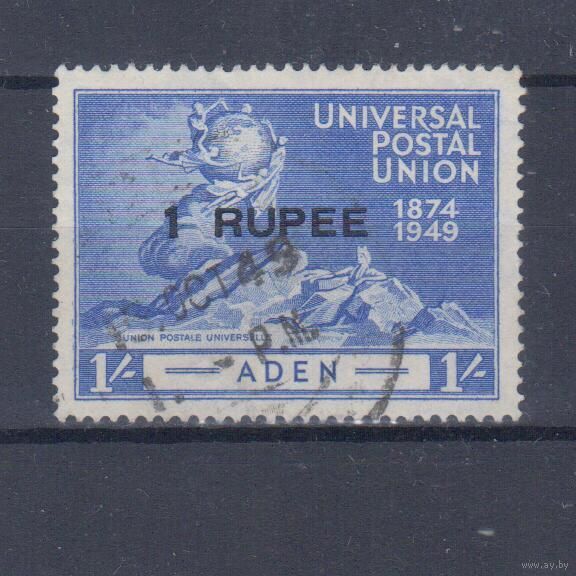 UNIVERSAL
POSTAL
UNION
1 RUPEE
1874
1949
OCT 49
P.M.
UNION POSTALE UNIVERSELLE
1/- ADEN 1/-
www.ay.by